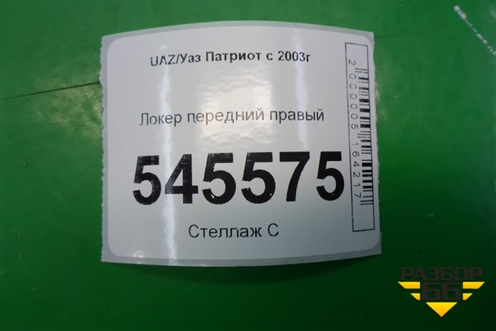 UAZ/Уаз Патриот с 2003г
Локер передний правый
545575
Стеллаж С
2000005164217
РАЗБОР
66